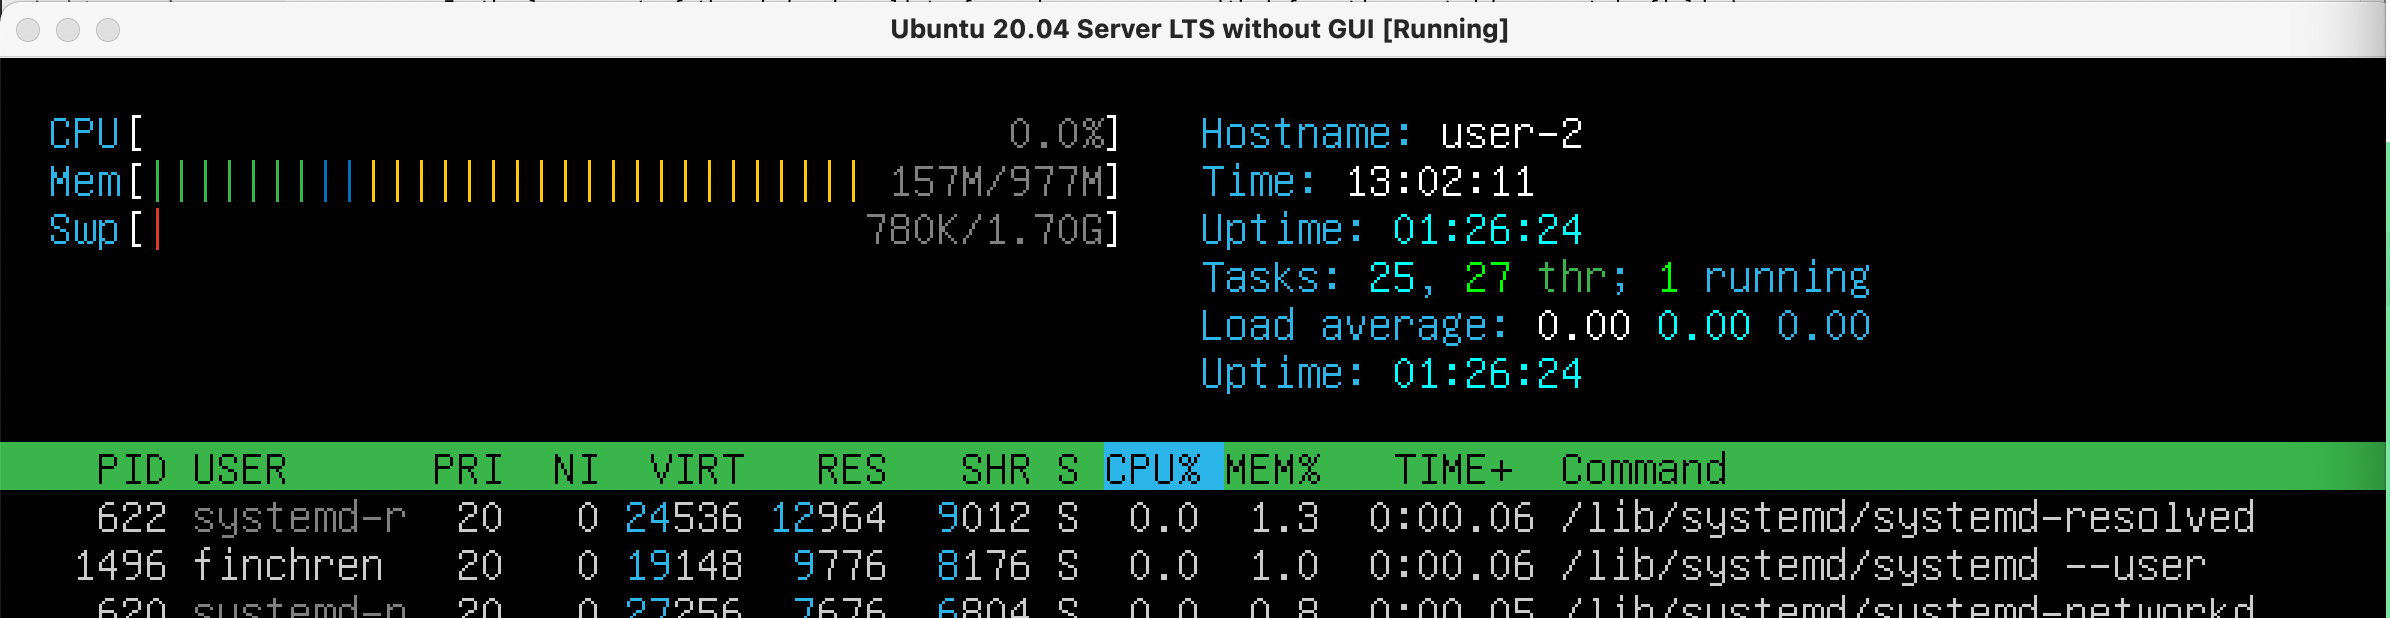 Ubuntu 20.04 Server LTS without GUI [Running]
CPU[ 0.0%] Hostname: user-2
Mem[|||||||||||||||||||||||||||||| 157M/977M] Time: 13:02:11
Swp[| 780K/1.70G] Uptime: 01:26:24
Tasks: 25, 27 thr; 1 running
Load average: 0.00 0.00 0.00
Uptime: 01:26:24
PID USER PRI NI VIRT RES SHR S CPU% MEM% TIME+ Command
622 systemd-r 20 0 24536 12964 9012 S 0.0 1.3 0:00.06 /lib/systemd/systemd-resolved
1496 finchren 20 0 19148 9776 8176 S 0.0 1.0 0:00.06 /lib/systemd/systemd --user
620 systemd-n 20 0 27256 7676 6804 S 0.0 0.8 0:00.05 /lib/systemd/systemd-networkd